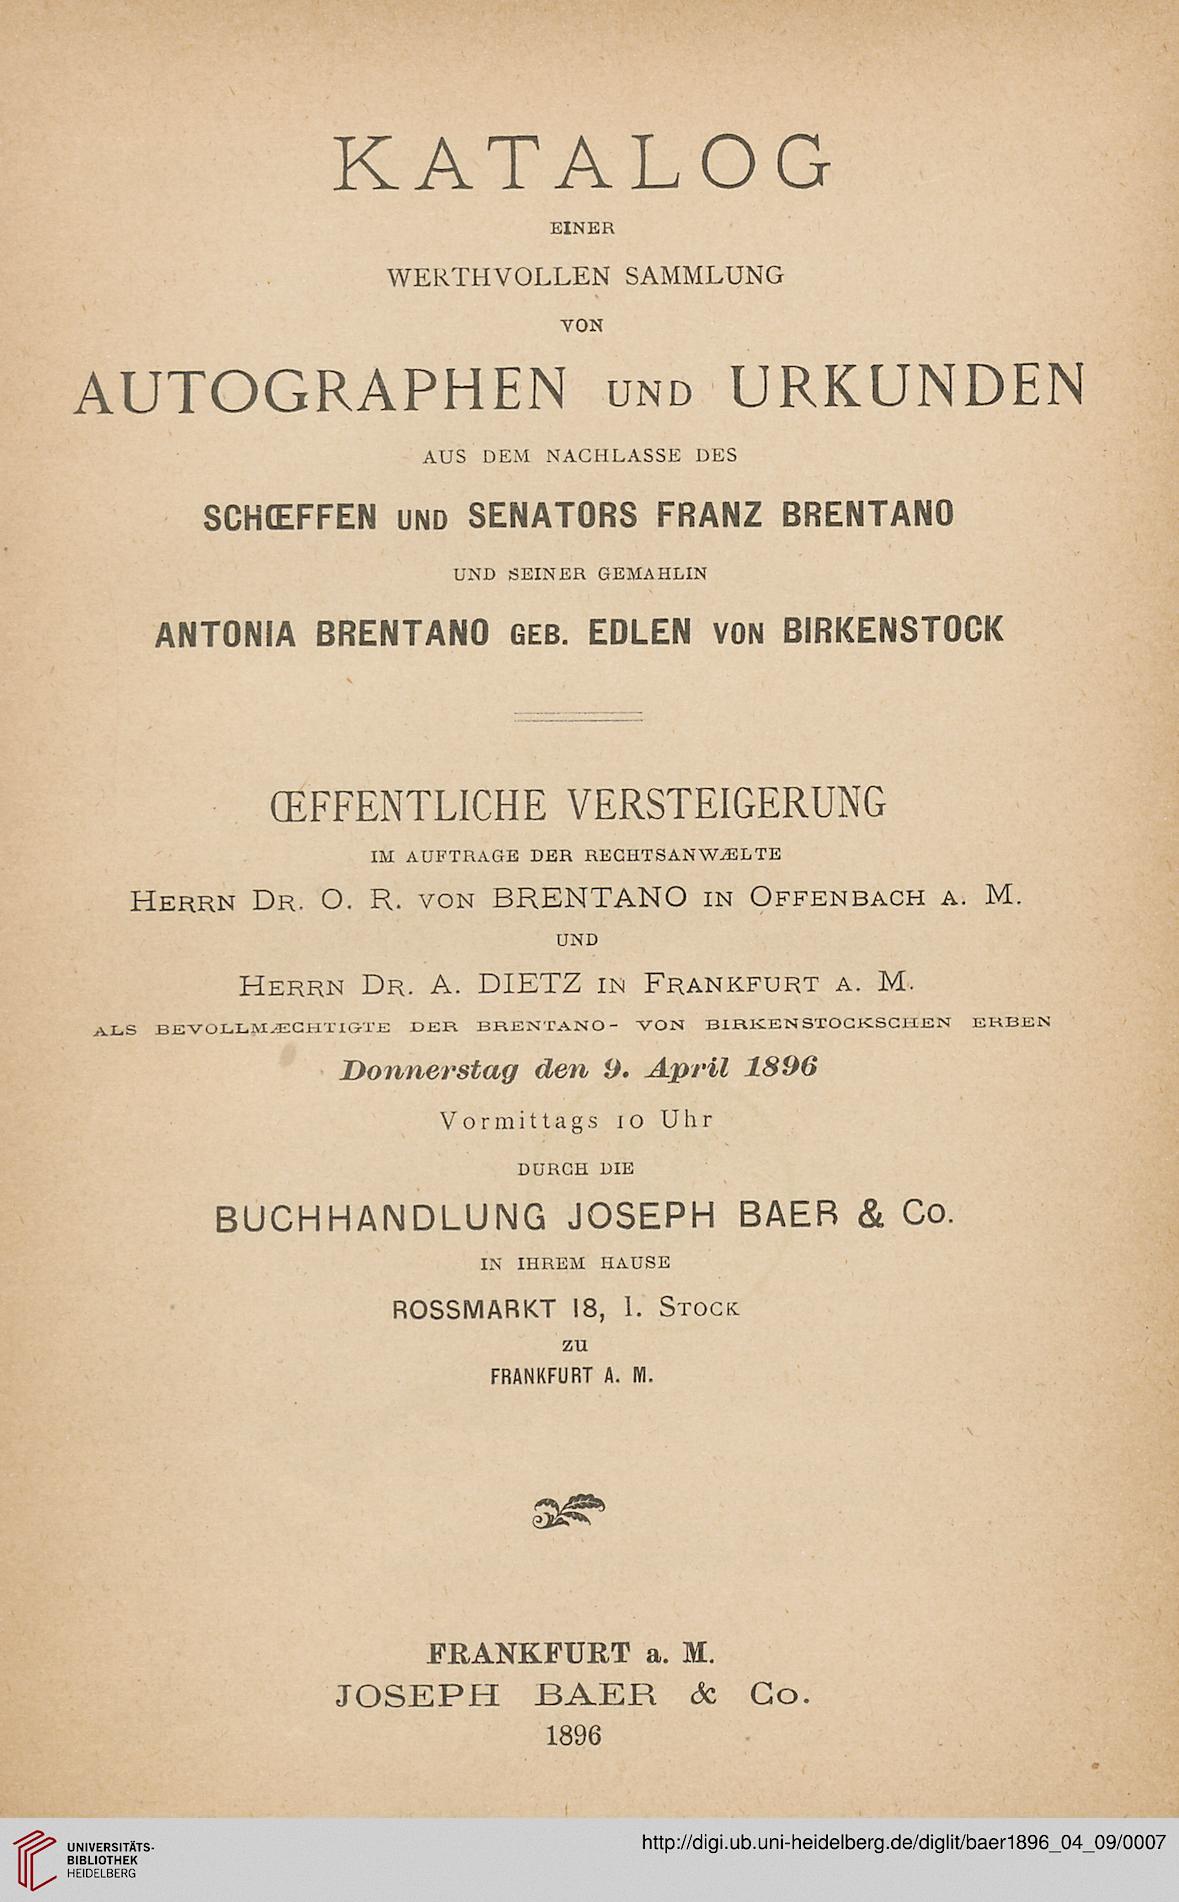 KATALOG
EINER
WERTHVOLLEN SAMMLUNG
VON
AUTOGRAPHEN UND URKUNDEN
AUS DEM NACHLASSE DES
SCHŒFFEN UND SENATORS FRANZ BRENTANO
UND SEINER GEMAHLIN
ANTONIA BRENTANO GEB. EDLEN VON BIRKENSTOCK
ŒFFENTLICHE VERSTEIGERUNG
IM AUFTRAGE DER RECHTSANWÆLTE
HERRN DR. O. R. VON BRENTANO IN OFFENBACH A. M.
UND
HERRN DR. A. DIETZ IN FRANKFURT A. M.
ALS BEVOLLMÆCHTIGTE DER BRENTANO- VON BIRKENSTOCKSCHEN ERBEN
Donnerstag den 9. April 1896
Vormittags 10 Uhr
DURCH DIE
BUCHHANDLUNG JOSEPH BAER & Co.
IN IHREM HAUSE
ROSSMARKT 18, I. STOCK
ZU
FRANKFURT A. M.
FRANKFURT a. M.
JOSEPH BAER & Co.
1896
UNIVERSITÄTS-
BIBLIOTHEK
HEIDELBERG
http://digi.ub.uni-heidelberg.de/diglit/baer1896_04_09/0007